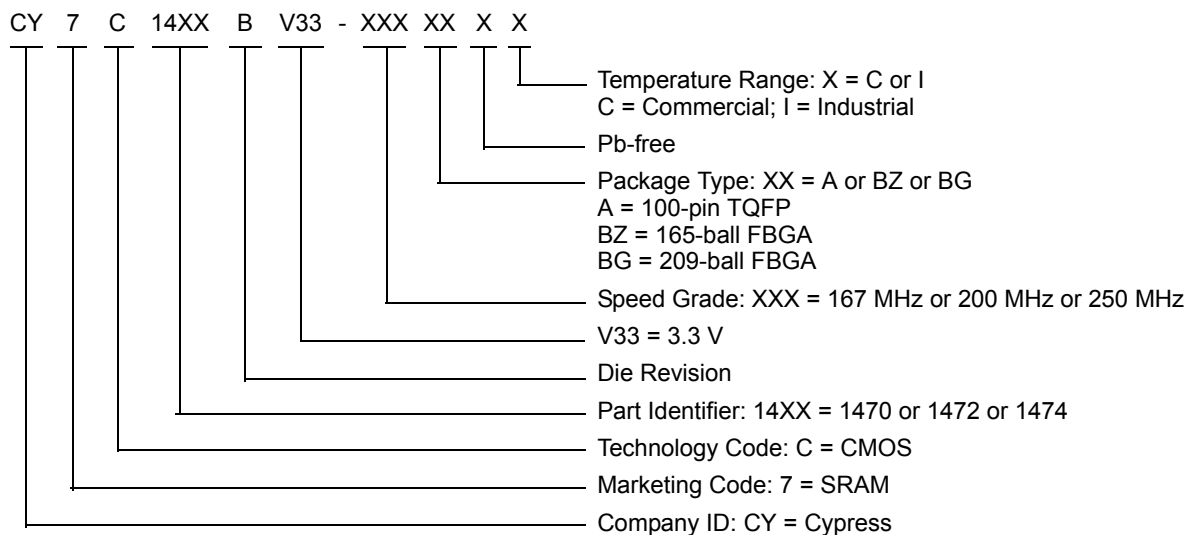 CY 7 C 14XX B V33 - XXX XX X X
Temperature Range: X = C or I
C = Commercial; I = Industrial
Pb-free
Package Type: XX = A or BZ or BG
A = 100-pin TQFP
BZ = 165-ball FBGA
BG = 209-ball FBGA
Speed Grade: XXX = 167 MHz or 200 MHz or 250 MHz
V33 = 3.3 V
Die Revision
Part Identifier: 14XX = 1470 or 1472 or 1474
Technology Code: C = CMOS
Marketing Code: 7 = SRAM
Company ID: CY = Cypress